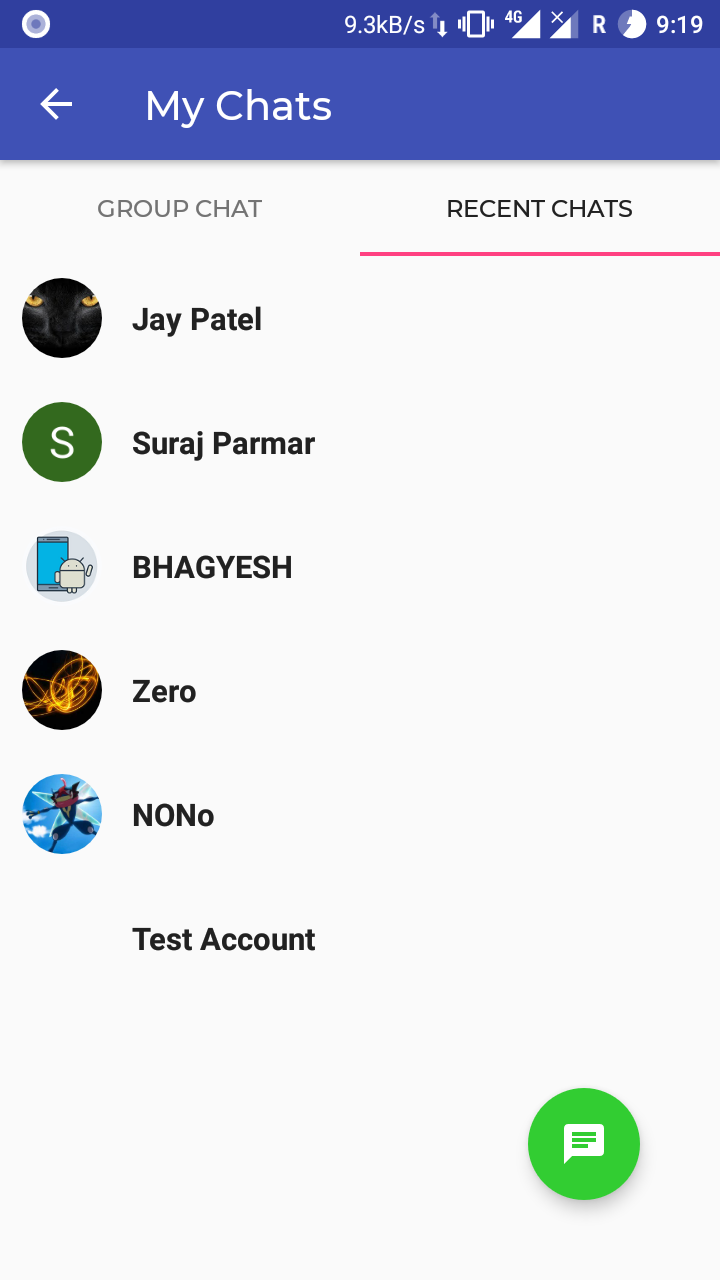 9.3kB/s 4G R 9:19
My Chats
GROUP CHAT RECENT CHATS
Jay Patel
S Suraj Parmar
BHAGYESH
Zero
NONo
Test Account